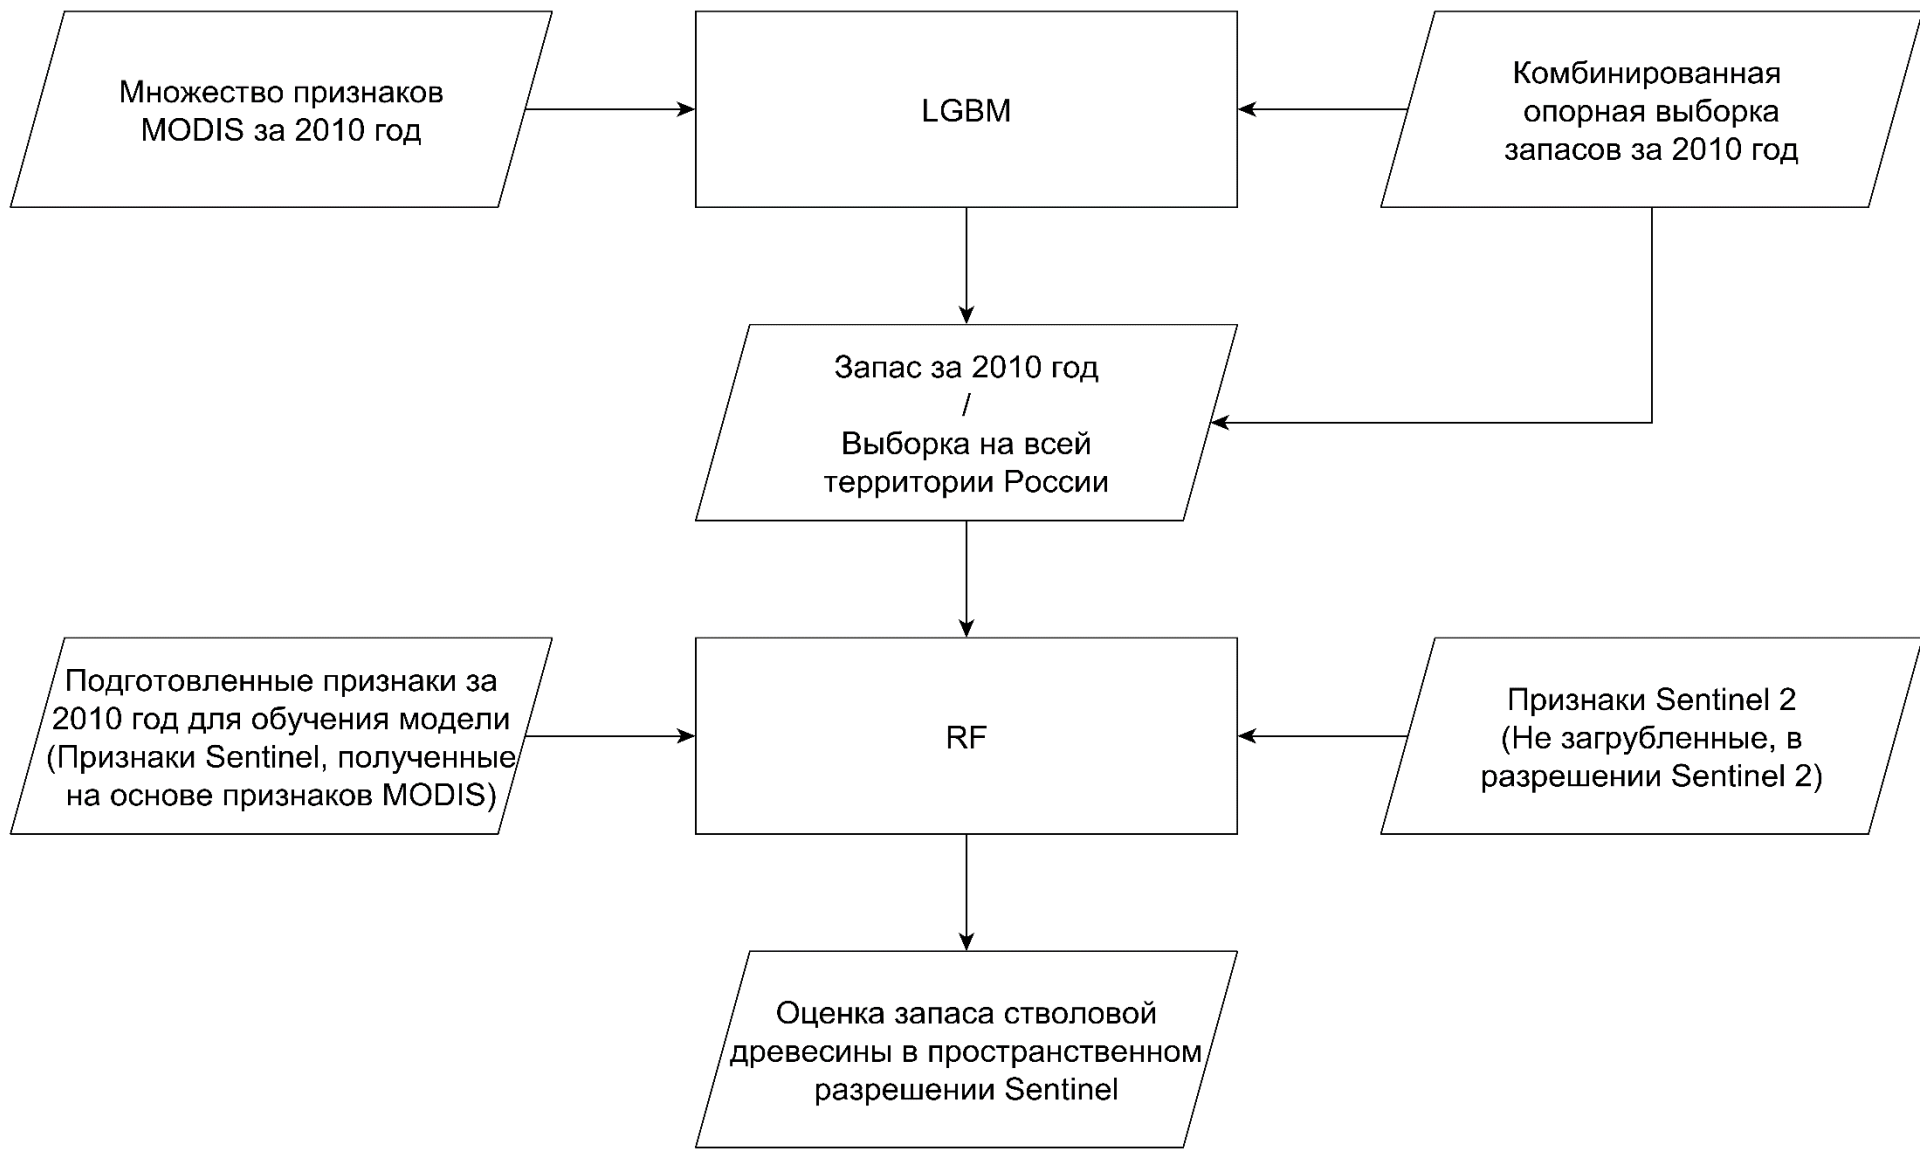 Множество признаков
MODIS за 2010 год
LGBM
Комбинированная
опорная выборка
запасов за 2010 год
Запас за 2010 год
/
Выборка на всей
территории России
Подготовленные признаки за
2010 год для обучения модели
(Признаки Sentinel, полученные
на основе признаков MODIS)
RF
Признаки Sentinel 2
(Не загрубленные, в
разрешении Sentinel 2)
Оценка запаса стволовой
древесины в пространственном
разрешении Sentinel